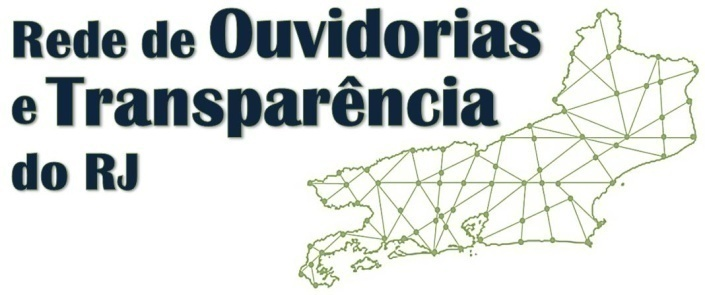 Rede de Ouvidorias
e Transparência
do RJ